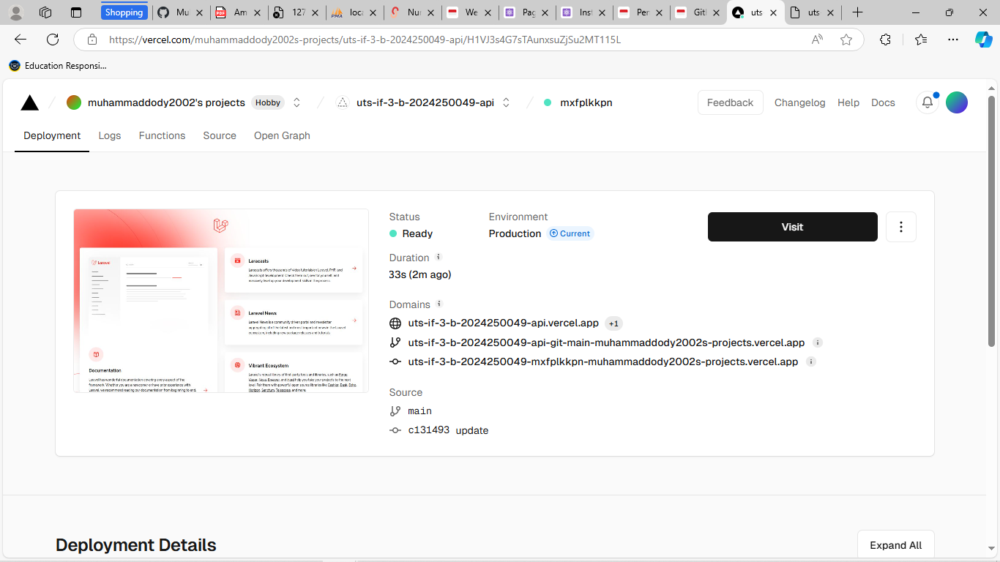 Shopping
Mu
Am
127
loca
Nur
We
Pag
Inst
Per
Gitl
uts
uts
https://vercel.com/muhammaddody2002s-projects/uts-if-3-b-2024250049-api/H1VJ3s4G7sTAunxsuZjSu2MT115L
Education Responsi...
muhammaddody2002's projects Hobby
uts-if-3-b-2024250049-api
mxfplkkpn
Feedback
Changelog
Help
Docs
Deployment
Logs
Functions
Source
Open Graph
Laravel
Laracasts
Laracasts offers thousands of video tutorials on Laravel, PHP, and
JavaScript development. Check them out, see for yourself, and
massively level up your development skills in the process.
Laravel News
Laravel News is a community driven portal and newsletter
aggregating all of the latest and most important news in the Laravel
ecosystem, including new package releases and tutorials.
Documentation
Laravel has wonderful documentation covering every aspect of the
framework. Whether you are a newcomer or have prior experience with
Laravel, we recommend reading our documentation from beginning to end.
Vibrant Ecosystem
Laravel's robust library of first-party tools and libraries, such as Forge,
Vapor, Nova, Envoyer, and Herd help you take your projects to the next
level. Pair them with powerful open source libraries like Cashier, Dusk, Echo,
Horizon, Sanctum, Telescope, and more.
Status
Ready
Environment
Production Current
Visit
Duration
33s (2m ago)
Domains
uts-if-3-b-2024250049-api.vercel.app +1
uts-if-3-b-2024250049-api-git-main-muhammaddody2002s-projects.vercel.app
uts-if-3-b-2024250049-mxfplkkpn-muhammaddody2002s-projects.vercel.app
Source
main
c131493 update
Deployment Details
Expand All